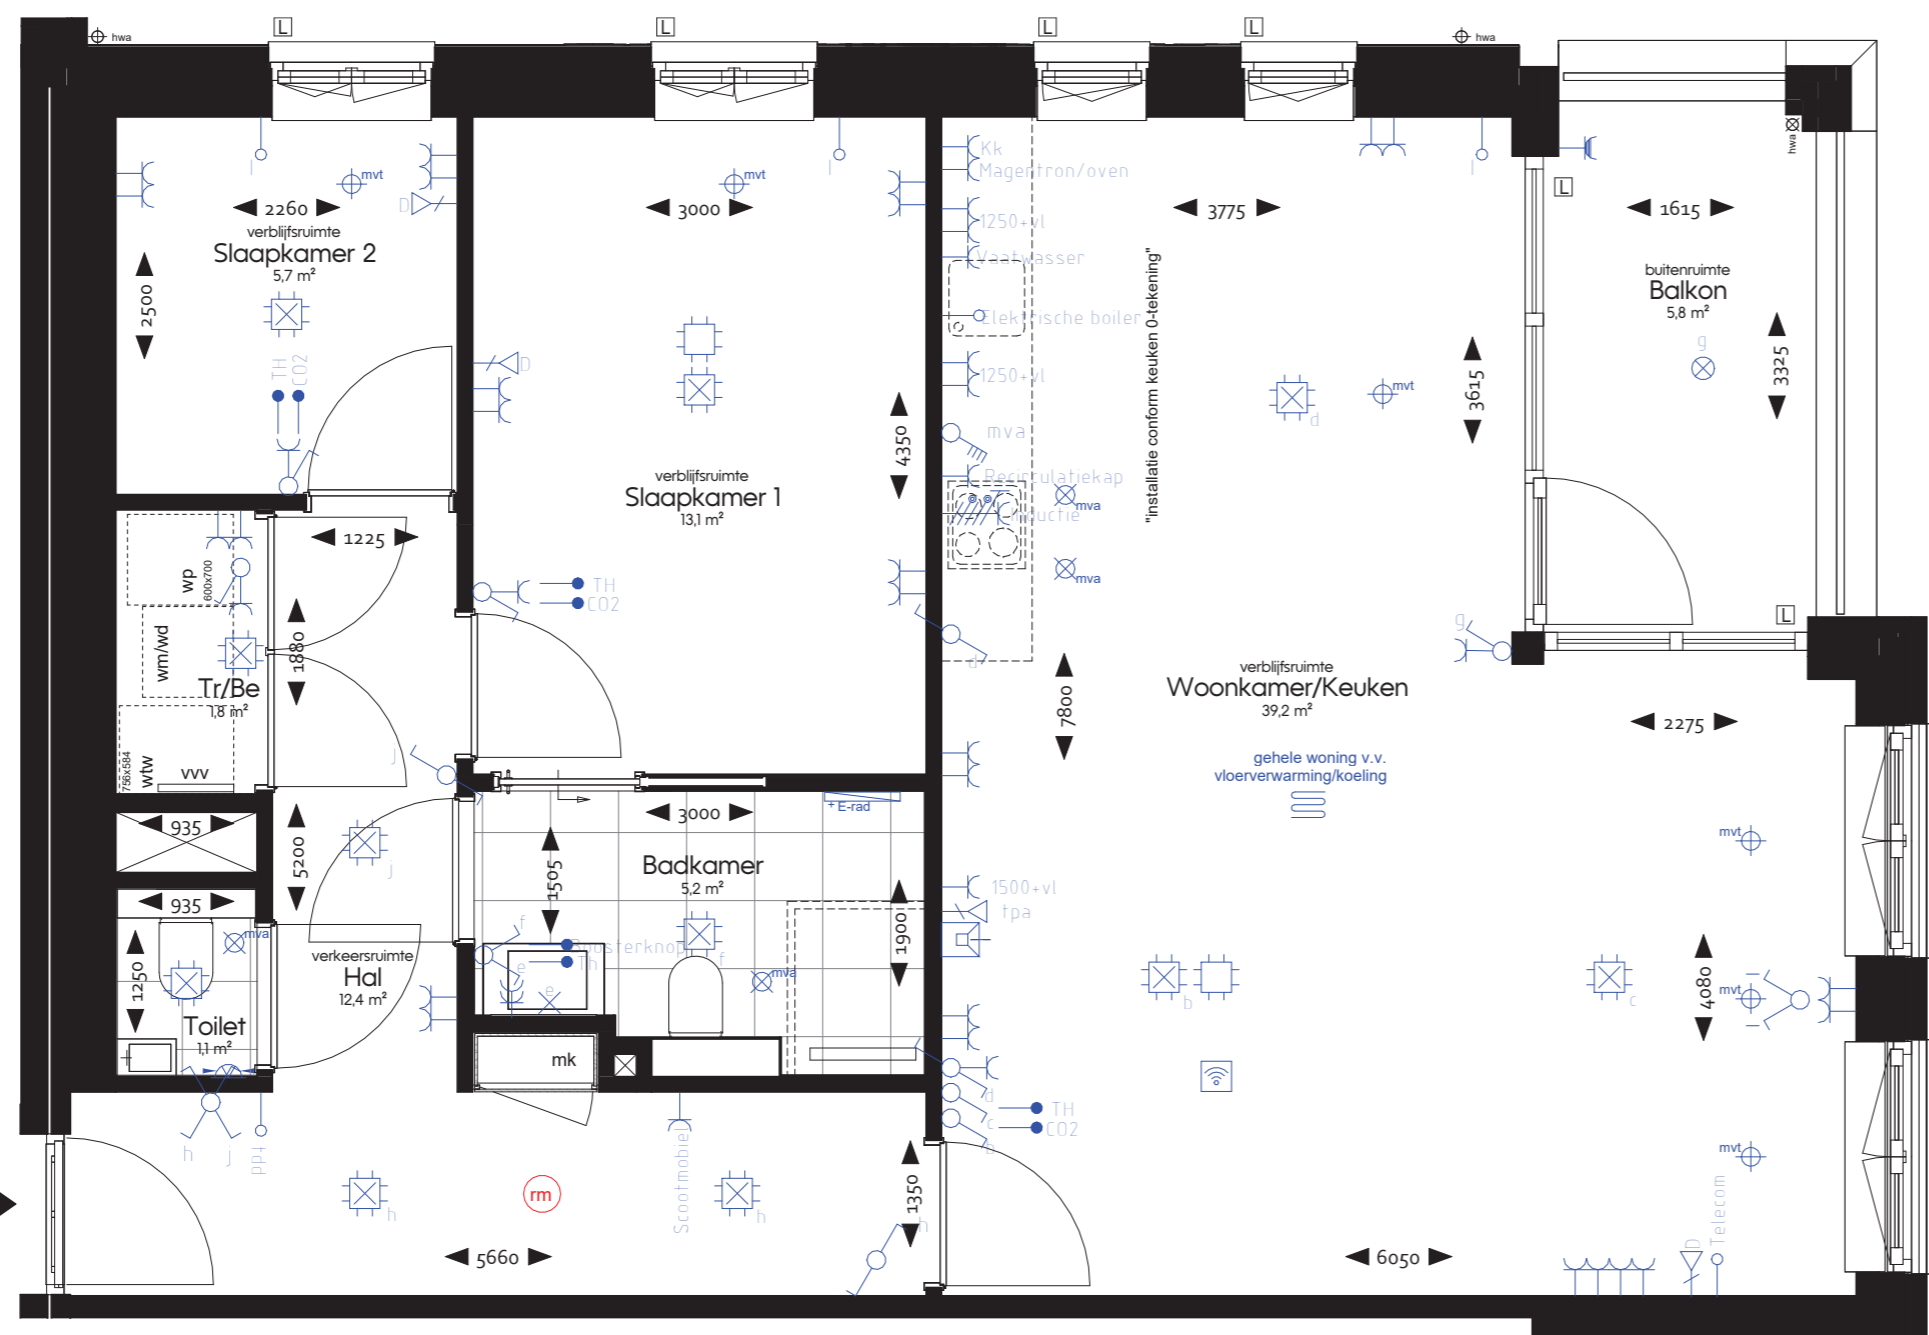 hwa
L
L
L
L
hwa
hwa
l
mvt
D
2260
verblijfsruimte
Slaapkamer 2
5,7 m²
2500
TH
CO2
mvt
l
3000
D
4350
verblijfsruimte
Slaapkamer 1
13,1 m²
TH
CO2
Kk
Magentron/oven
1250+vl
Vaatwasser
Elektrische boiler
1250+vl
mva
Recirculatiekap
Inductie
mva
mva
d
3775
"installatie conform keuken 0-tekening"
l
d
mvt
3615
L
1615
buitenruimte
Balkon
5,8 m²
g
3325
L
g
verblijfsruimte
Woonkamer/Keuken
39,2 m²
7800
2275
gehele woning v.v.
vloerverwarming/koeling
1225
wp
600x700
wm/wd
1880
Tr/Be
1,8 m²
756x584
wtw
vvv
j
935
5200
j
3000
+ E-rad
1505
Badkamer
5,2 m²
1900
f
Boosterknop
Th
e
e
f
mva
935
1250
mva
Toilet
1,1 m²
verkeersruimte
Hal
12,4 m²
mk
1500+vl
tpa
b
c
mvt
mvt
4080
mvt
d
c
b
TH
CO2
h
j
ppt
h
rm
Scootmobiel
h
1350
h
5660
6050
D
Telecom